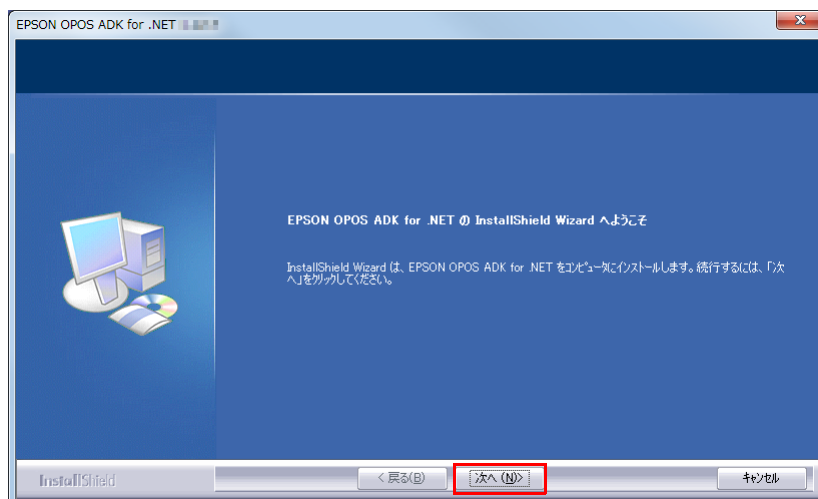 EPSON OPOS ADK for .NET
EPSON OPOS ADK for .NET の InstallShield Wizard へようこそ
InstallShield Wizard は、EPSON OPOS ADK for .NET をコンピュータにインストールします。続行するには、「次
へ」をクリックしてください。
InstallShield
< 戻る(B)
次へ (N)>
キャンセル